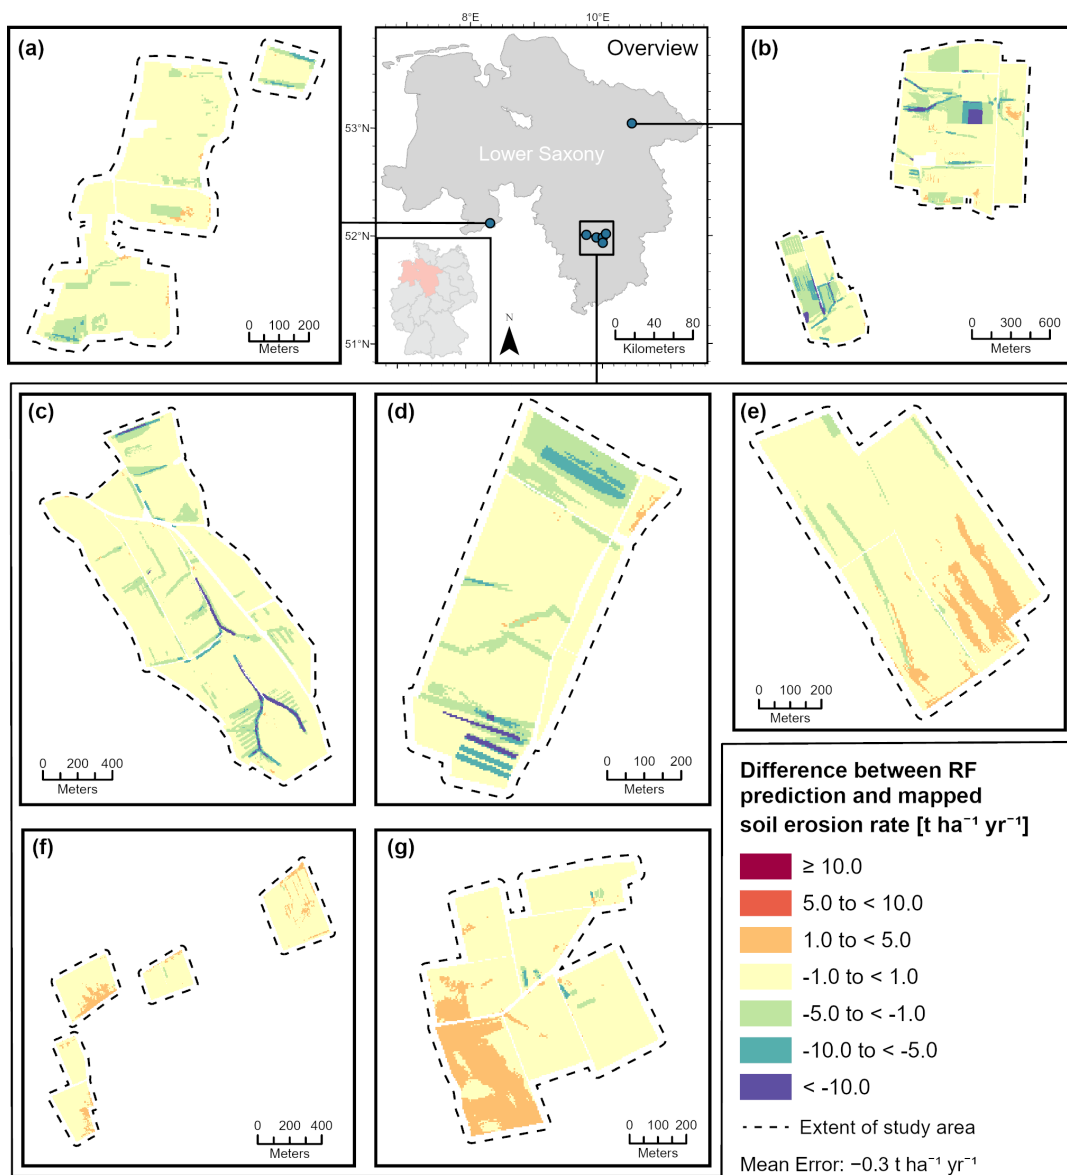 8°E
10°E
(a)
Overview
(b)
53°N
Lower Saxony
52°N
51°N
N
0 100 200
Meters
0 40 80
Kilometers
0 300 600
Meters
(c)
(d)
(e)
0 200 400
Meters
0 100 200
Meters
0 100 200
Meters
Difference between RF
prediction and mapped
soil erosion rate [t ha⁻¹ yr⁻¹]
≥ 10.0
5.0 to < 10.0
1.0 to < 5.0
-1.0 to < 1.0
-5.0 to < -1.0
-10.0 to < -5.0
< -10.0
Extent of study area
Mean Error: −0.3 t ha⁻¹ yr⁻¹
(f)
(g)
0 200 400
Meters
0 100 200
Meters